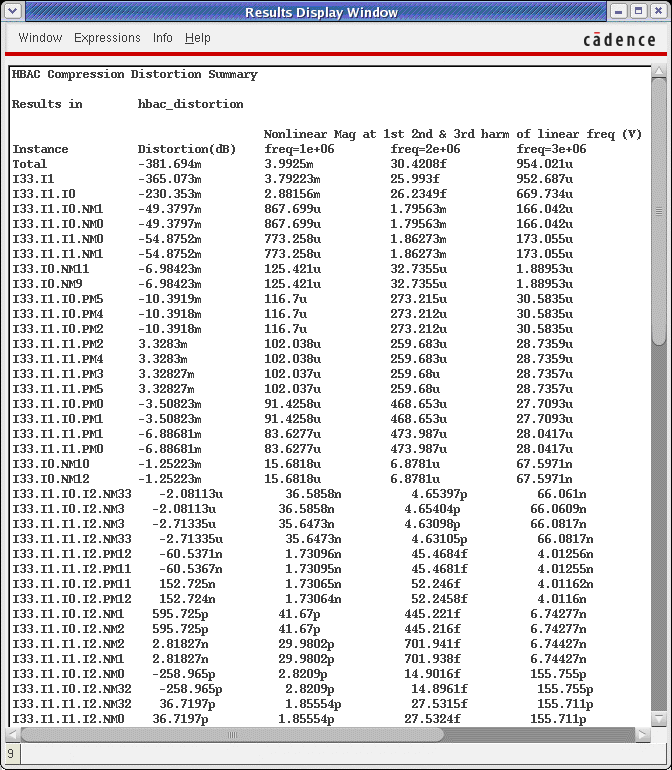 Results Display Window
Window Expressions Info Help
cādence
HBAC Compression Distortion Summary
Results in hbac_distortion
Nonlinear Mag at 1st 2nd & 3rd harm of linear freq (V)
Instance Distortion(dB) freq=1e+06 freq=2e+06 freq=3e+06
Total -381.694m 3.9925m 30.4208f 954.021u
I33.I1 -365.073m 3.79223m 25.993f 952.687u
I33.I1.I0 -230.353m 2.88156m 26.2349f 669.734u
I33.I1.I0.NM1 -49.3797m 867.699u 1.79563m 166.042u
I33.I1.I0.NM0 -49.3797m 867.699u 1.79563m 166.042u
I33.I1.I1.NM0 -54.8752m 773.258u 1.86273m 173.055u
I33.I1.I1.NM1 -54.8752m 773.258u 1.86273m 173.055u
I33.I0.NM11 -6.98423m 125.421u 32.7355u 1.88953u
I33.I0.NM9 -6.98423m 125.421u 32.7355u 1.88953u
I33.I1.I0.PM5 -10.3919m 116.7u 273.215u 30.5835u
I33.I1.I0.PM4 -10.3918m 116.7u 273.212u 30.5835u
I33.I1.I0.PM2 -10.3918m 116.7u 273.212u 30.5835u
I33.I1.I1.PM2 3.3283m 102.038u 259.683u 28.7359u
I33.I1.I1.PM4 3.3283m 102.038u 259.683u 28.7359u
I33.I1.I1.PM3 3.32827m 102.037u 259.68u 28.7357u
I33.I1.I1.PM5 3.32827m 102.037u 259.68u 28.7357u
I33.I1.I0.PM0 -3.50823m 91.4258u 468.653u 27.7093u
I33.I1.I0.PM1 -3.50823m 91.4258u 468.653u 27.7093u
I33.I1.I1.PM1 -6.88681m 83.6277u 473.987u 28.0417u
I33.I1.I1.PM0 -6.88681m 83.6277u 473.987u 28.0417u
I33.I0.NM10 -1.25223m 15.6818u 6.8781u 67.5971n
I33.I0.NM12 -1.25223m 15.6818u 6.8781u 67.5971n
I33.I1.I0.I2.NM33 -2.08113u 36.5858n 4.65397p 66.061n
I33.I1.I0.I2.NM3 -2.08113u 36.5858n 4.65404p 66.0609n
I33.I1.I1.I2.NM3 -2.71335u 35.6473n 4.63098p 66.0817n
I33.I1.I1.I2.NM33 -2.71335u 35.6473n 4.63105p 66.0817n
I33.I1.I1.I2.PM12 -60.5371n 1.73096n 45.4684f 4.01256n
I33.I1.I1.I2.PM11 -60.5367n 1.73095n 45.4681f 4.01255n
I33.I1.I0.I2.PM11 152.725n 1.73065n 52.246f 4.01162n
I33.I1.I0.I2.PM12 152.724n 1.73064n 52.2458f 4.0116n
I33.I1.I0.I2.NM1 595.725p 41.67p 445.221f 6.74277n
I33.I1.I0.I2.NM2 595.725p 41.67p 445.216f 6.74277n
I33.I1.I1.I2.NM2 2.81827n 29.9802p 701.941f 6.74427n
I33.I1.I1.I2.NM1 2.81827n 29.9802p 701.938f 6.74427n
I33.I1.I0.I2.NM0 -258.965p 2.8209p 14.9016f 155.755p
I33.I1.I0.I2.NM32 -258.965p 2.8209p 14.8961f 155.755p
I33.I1.I1.I2.NM32 36.7197p 1.85554p 27.5315f 155.711p
I33.I1.I1.I2.NM0 36.7197p 1.85554p 27.5324f 155.711p
9